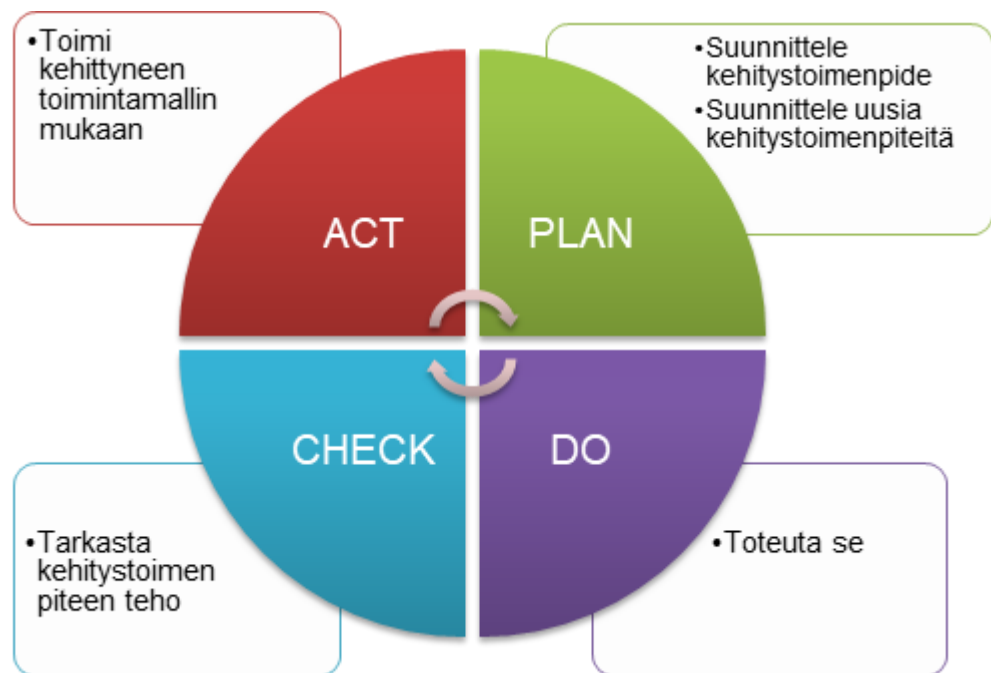 •Toimi
kehittyneen
toimintamallin
mukaan
•Suunnittele
kehitystoimenpide
•Suunnittele uusia
kehitystoimenpiteitä
ACT
PLAN
CHECK
DO
•Tarkasta
kehitystoimen
piteen teho
•Toteuta se